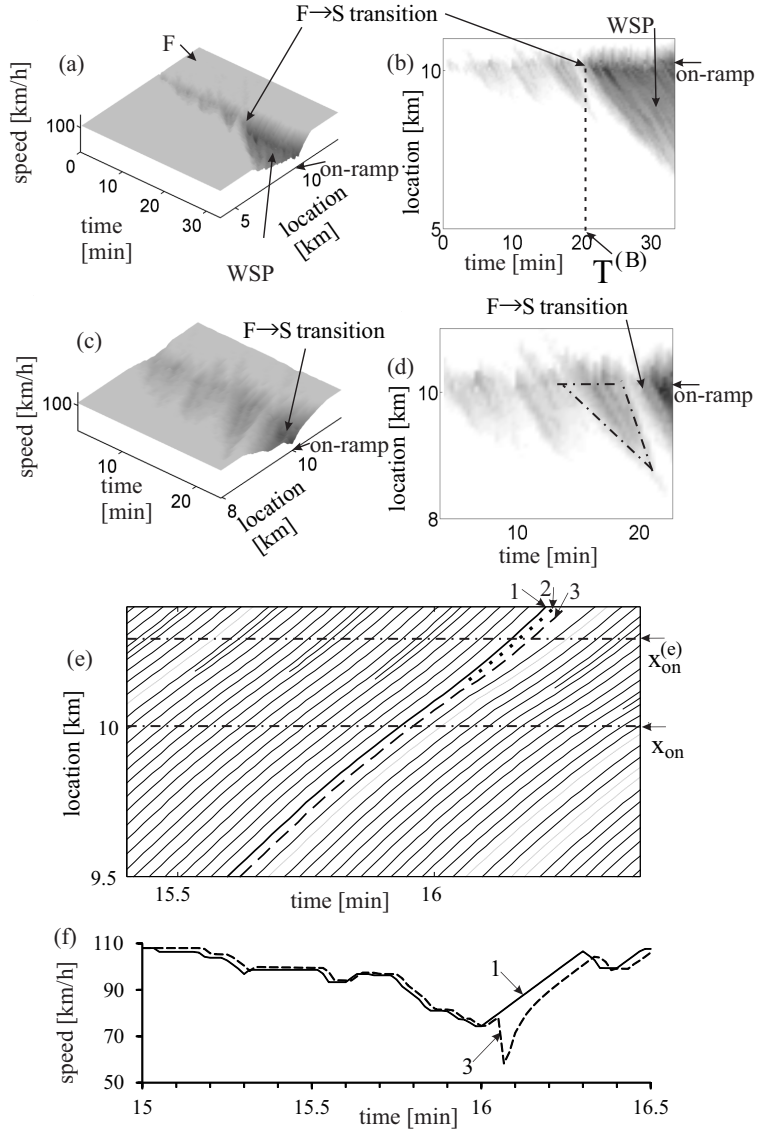 F→S transition
(a)
F
speed [km/h]
100
0
10
20
30
time
[min]
5
10
location
[km]
on-ramp
WSP
(b)
WSP
on-ramp
location [km]
10
5
0
10
20
30
time [min]
T(B)
(c)
F→S transition
speed [km/h]
100
10
20
time
[min]
8
10
location
[km]
on-ramp
F→S transition
(d)
on-ramp
location [km]
10
8
10
20
time [min]
(e)
1
2
3
xon(e)
xon
location [km]
10
9.5
15.5
16
time [min]
(f)
speed [km/h]
110
90
70
50
1
3
15
15.5
16
16.5
time [min]